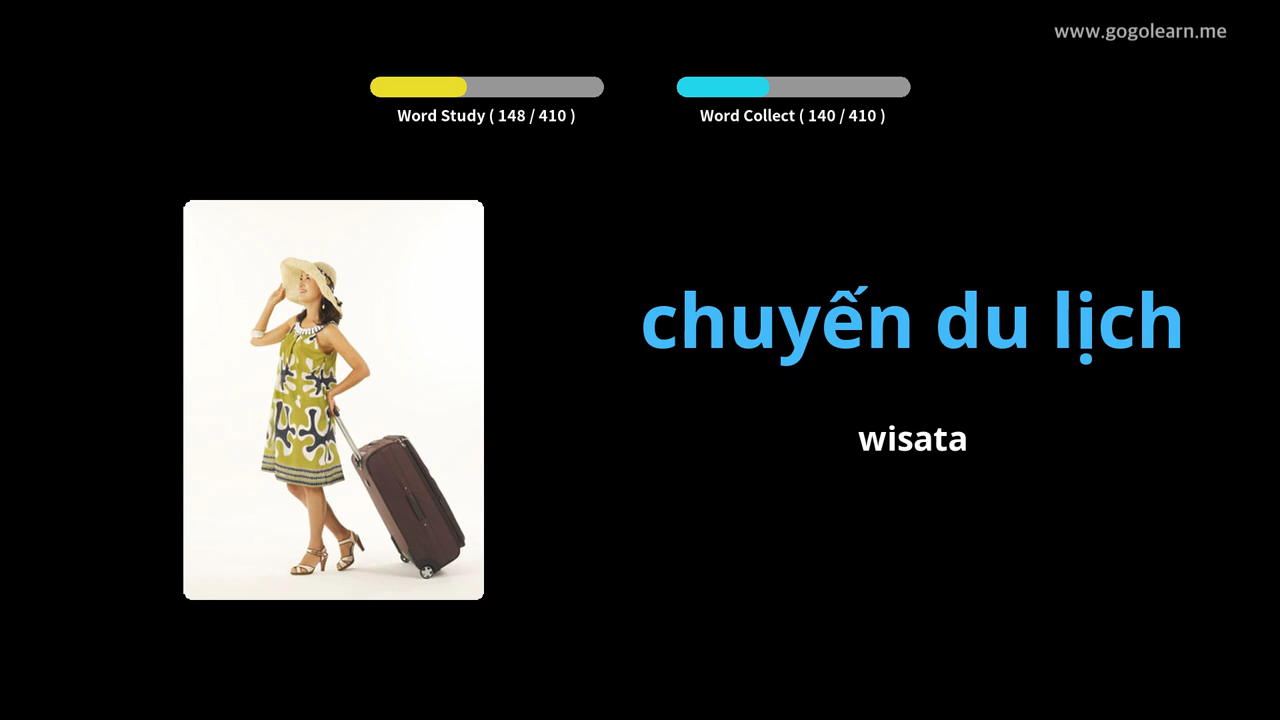 www.gogolearn.me
Word Study ( 148 / 410 )
Word Collect ( 140 / 410 )
chuyến du lịch
wisata